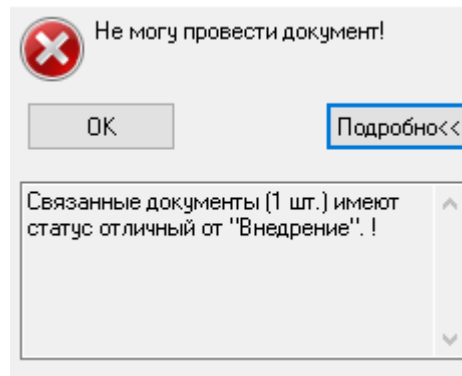 Не могу провести документ!
OK
Подробно<<
Связанные документы (1 шт.) имеют
статус отличный от "Внедрение". !